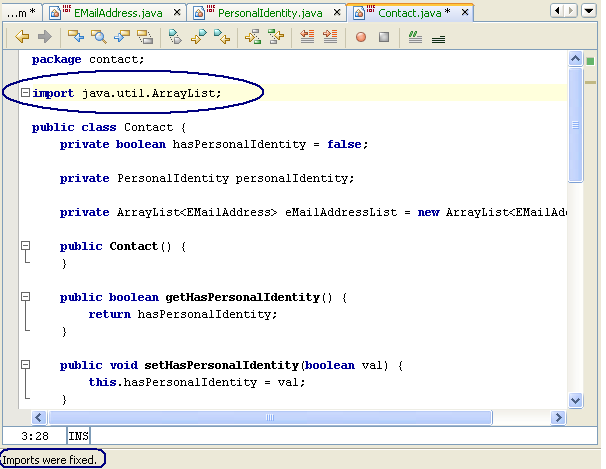 ...m * EMailAddress.java PersonalIdentity.java Contact.java *
package contact;
import java.util.ArrayList;
public class Contact {
private boolean hasPersonalIdentity = false;
private PersonalIdentity personalIdentity;
private ArrayList<EMailAddress> eMailAddressList = new ArrayList<EMailAdd
public Contact() {
}
public boolean getHasPersonalIdentity() {
return hasPersonalIdentity;
}
public void setHasPersonalIdentity(boolean val) {
this.hasPersonalIdentity = val;
}
3:28 INS
Imports were fixed.